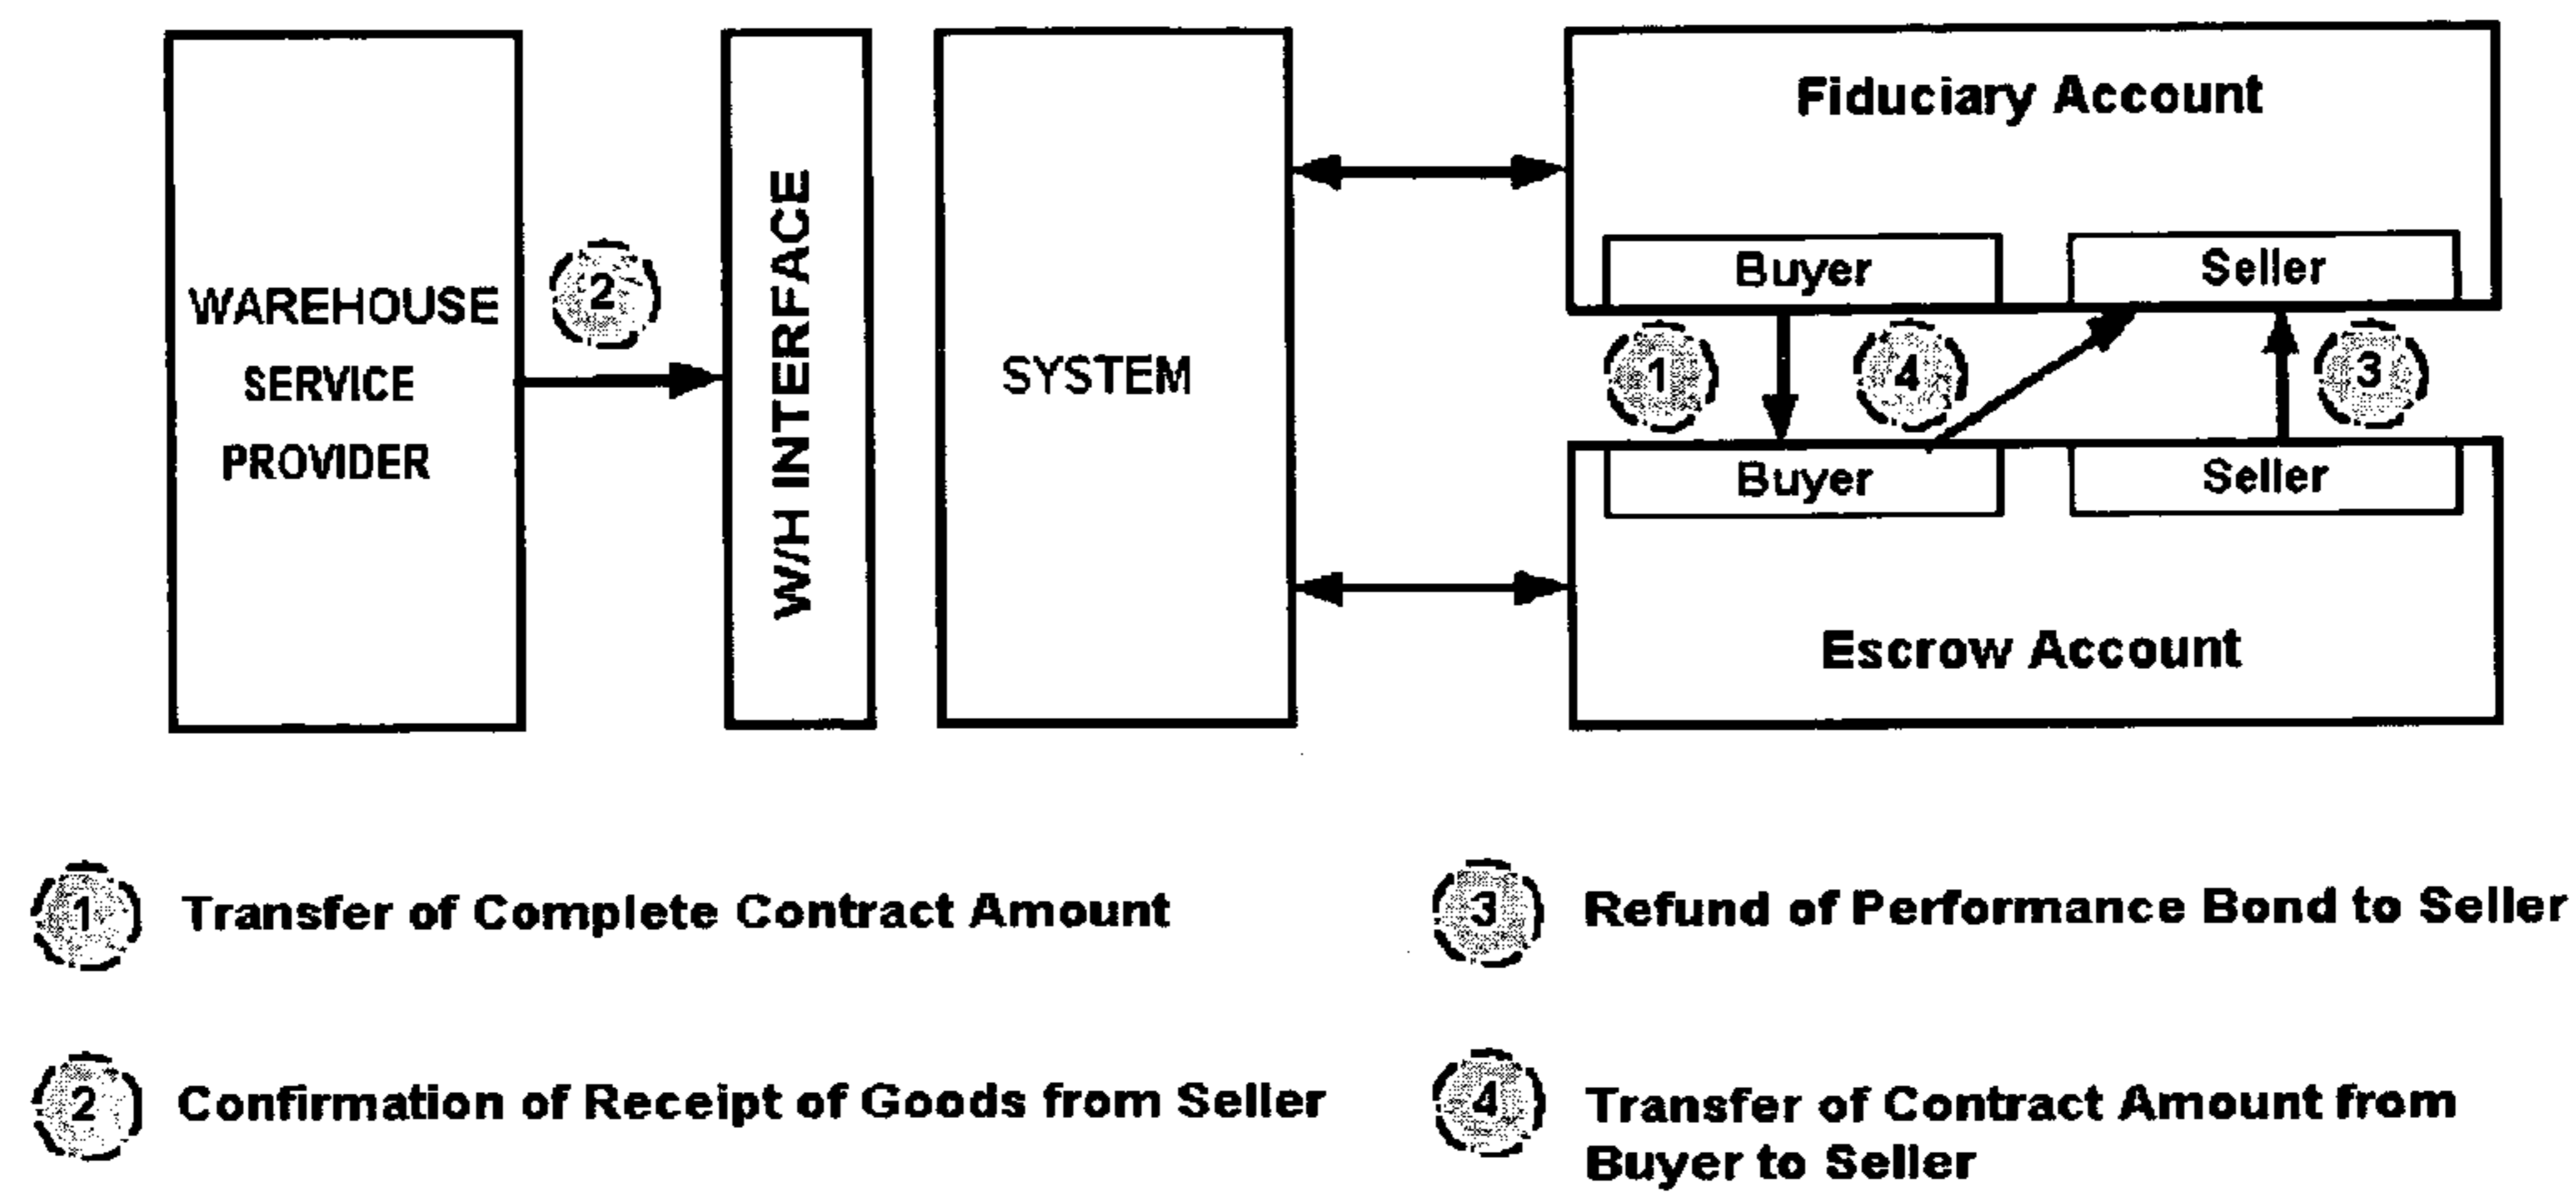 WAREHOUSE
SERVICE
PROVIDER
2
W/H INTERFACE
SYSTEM
Fiduciary Account
Buyer
Seller
1
4
3
Buyer
Seller
Escrow Account
1 Transfer of Complete Contract Amount
2 Confirmation of Receipt of Goods from Seller
3 Refund of Performance Bond to Seller
4 Transfer of Contract Amount from
Buyer to Seller